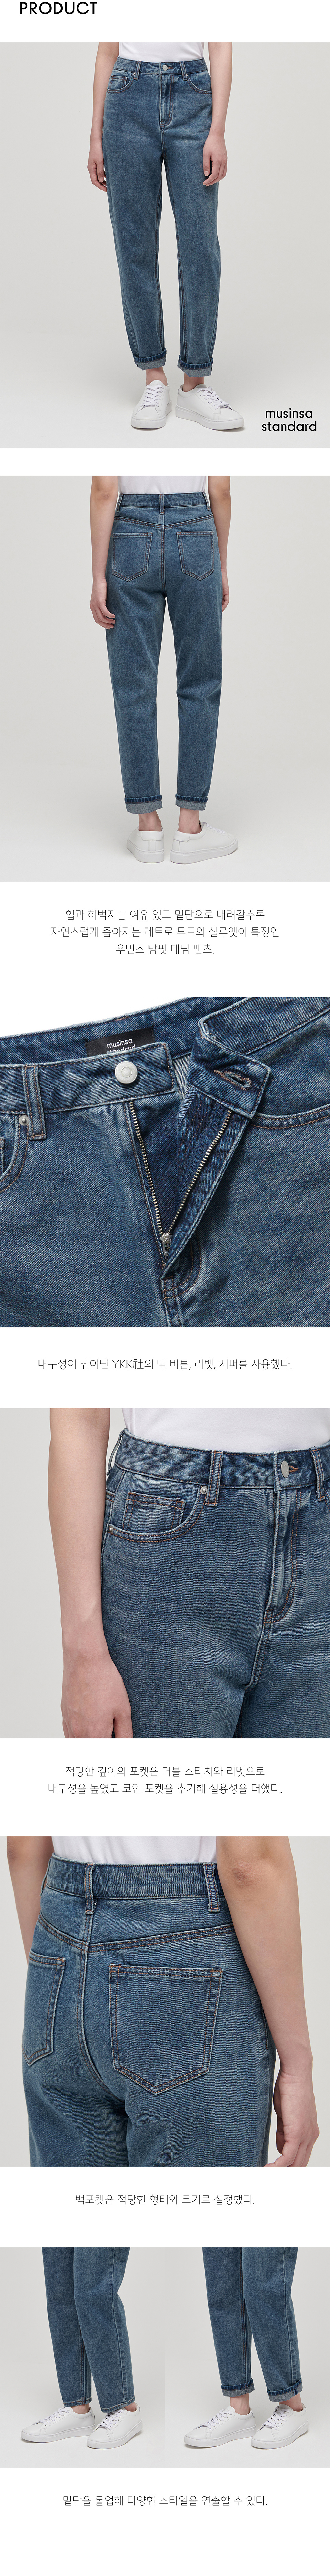 PRODUCT
musinsa
standard
힙과 허벅지는 여유 있고 밑단으로 내려갈수록
자연스럽게 좁아지는 레트로 무드의 실루엣이 특징인
우먼즈 맘핏 데님 팬츠.
musinsa
standard
내구성이 뛰어난 YKK社의 택 버튼, 리벳, 지퍼를 사용했다.
적당한 깊이의 포켓은 더블 스티치와 리벳으로
내구성을 높였고 코인 포켓을 추가해 실용성을 더했다.
백포켓은 적당한 형태와 크기로 설정했다.
밑단을 롤업해 다양한 스타일을 연출할 수 있다.